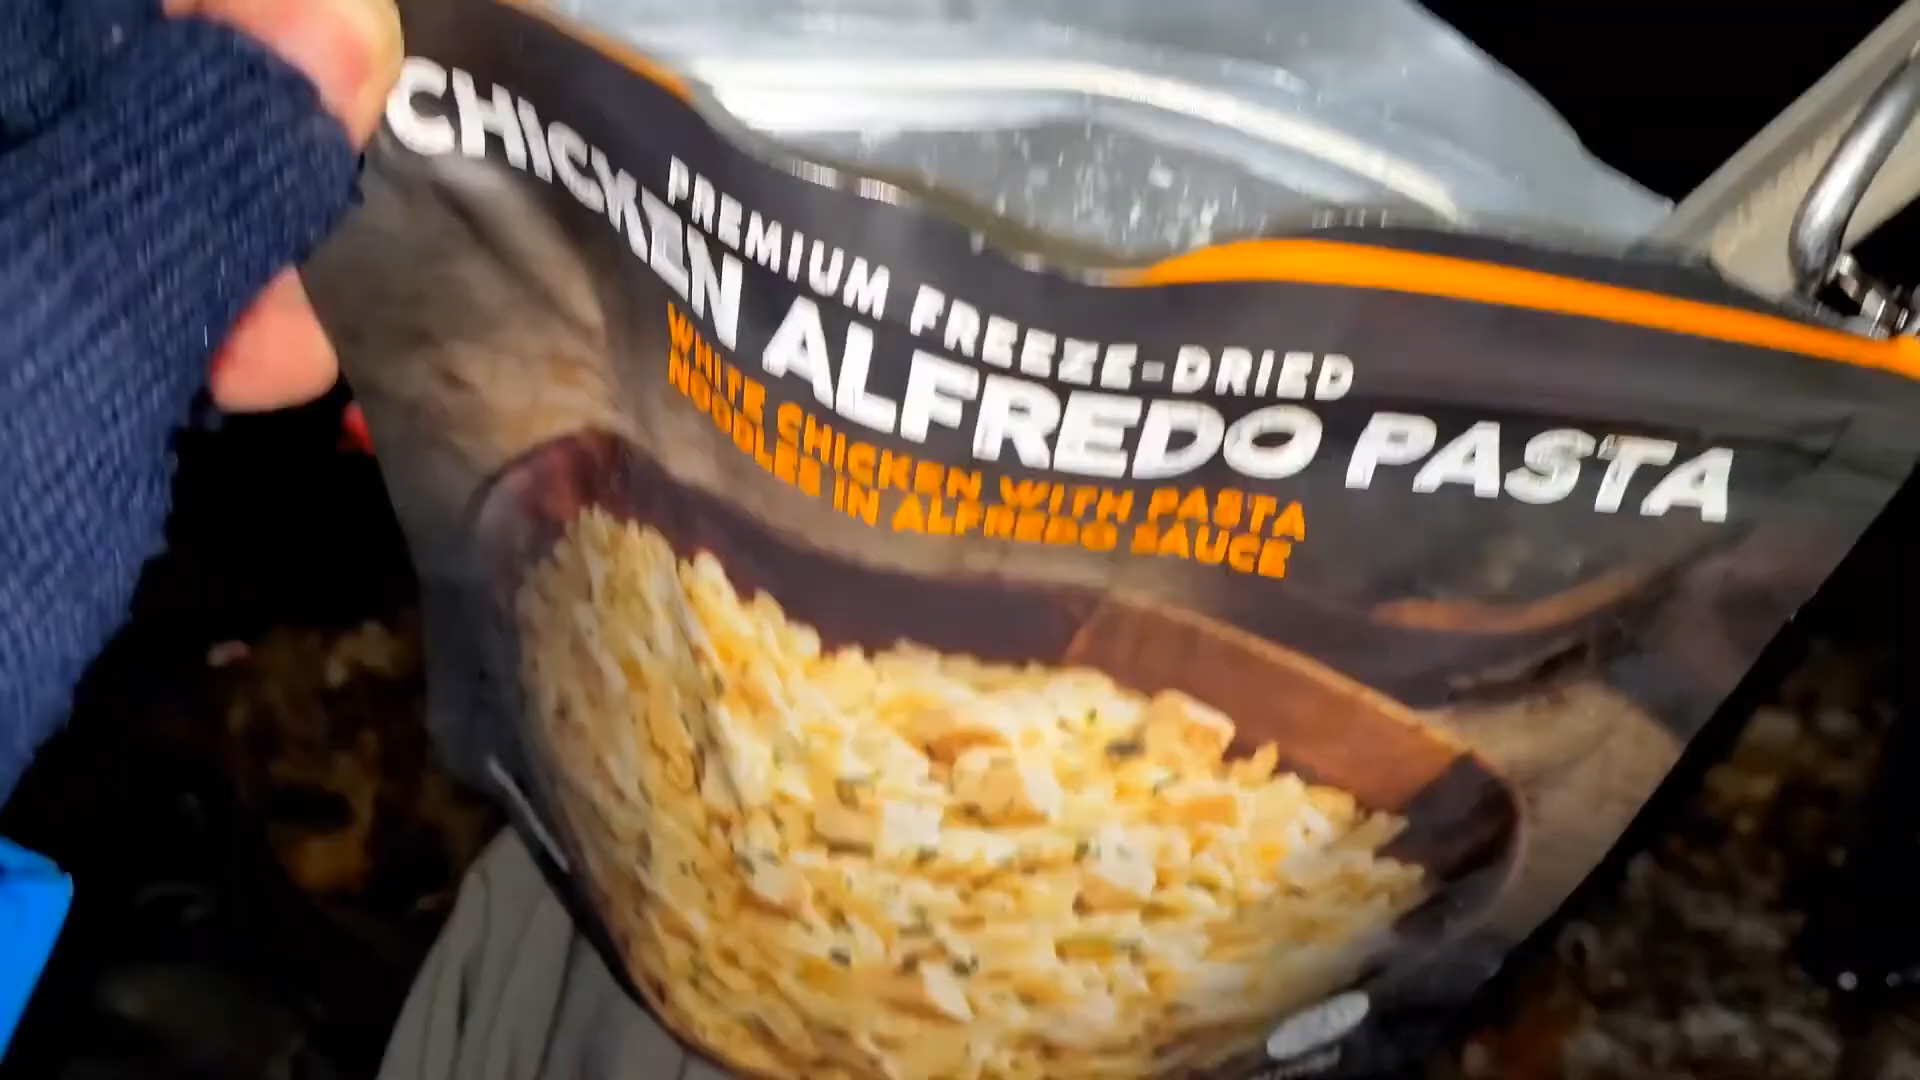 PREMIUM FREEZE-DRIED
CHICKEN ALFREDO PASTA
WHITE CHICKEN WITH PASTA
NOODLES IN ALFREDO SAUCE